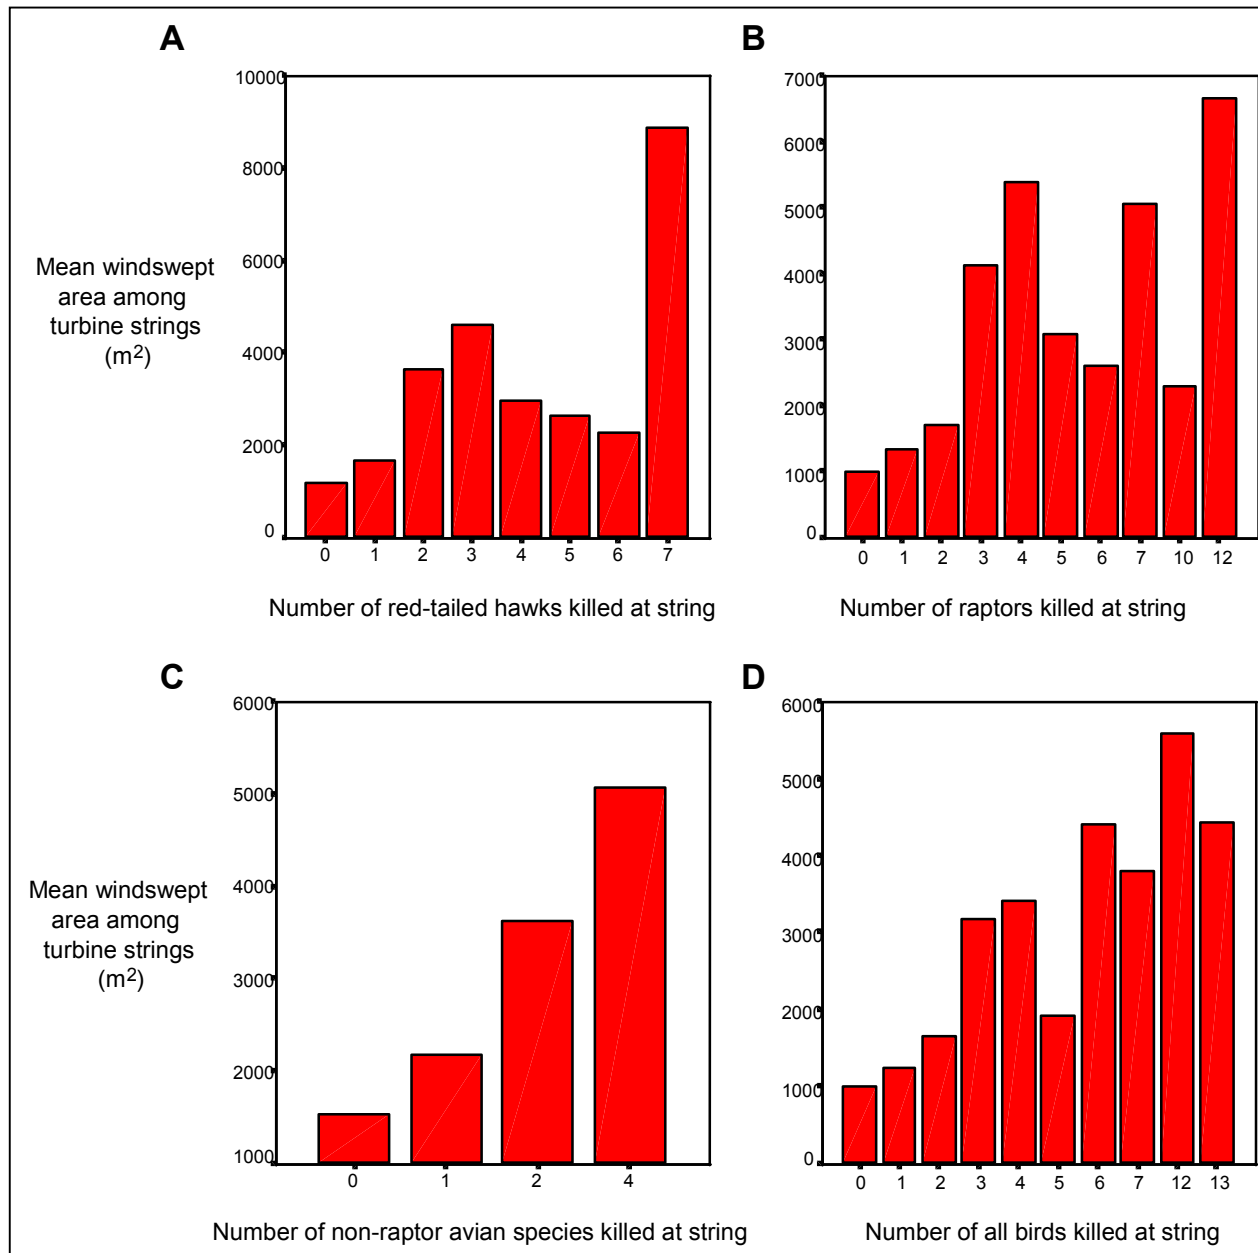 A
B
10000
8000
6000
4000
2000
0
Mean windswept
area among
turbine strings
(m²)
0 1 2 3 4 5 6 7
Number of red-tailed hawks killed at string
7000
6000
5000
4000
3000
2000
1000
0
0 1 2 3 4 5 6 7 10 12
Number of raptors killed at string
C
D
6000
5000
4000
3000
2000
1000
Mean windswept
area among
turbine strings
(m²)
0 1 2 4
Number of non-raptor avian species killed at string
6000
5000
4000
3000
2000
1000
0
0 1 2 3 4 5 6 7 12 13
Number of all birds killed at string